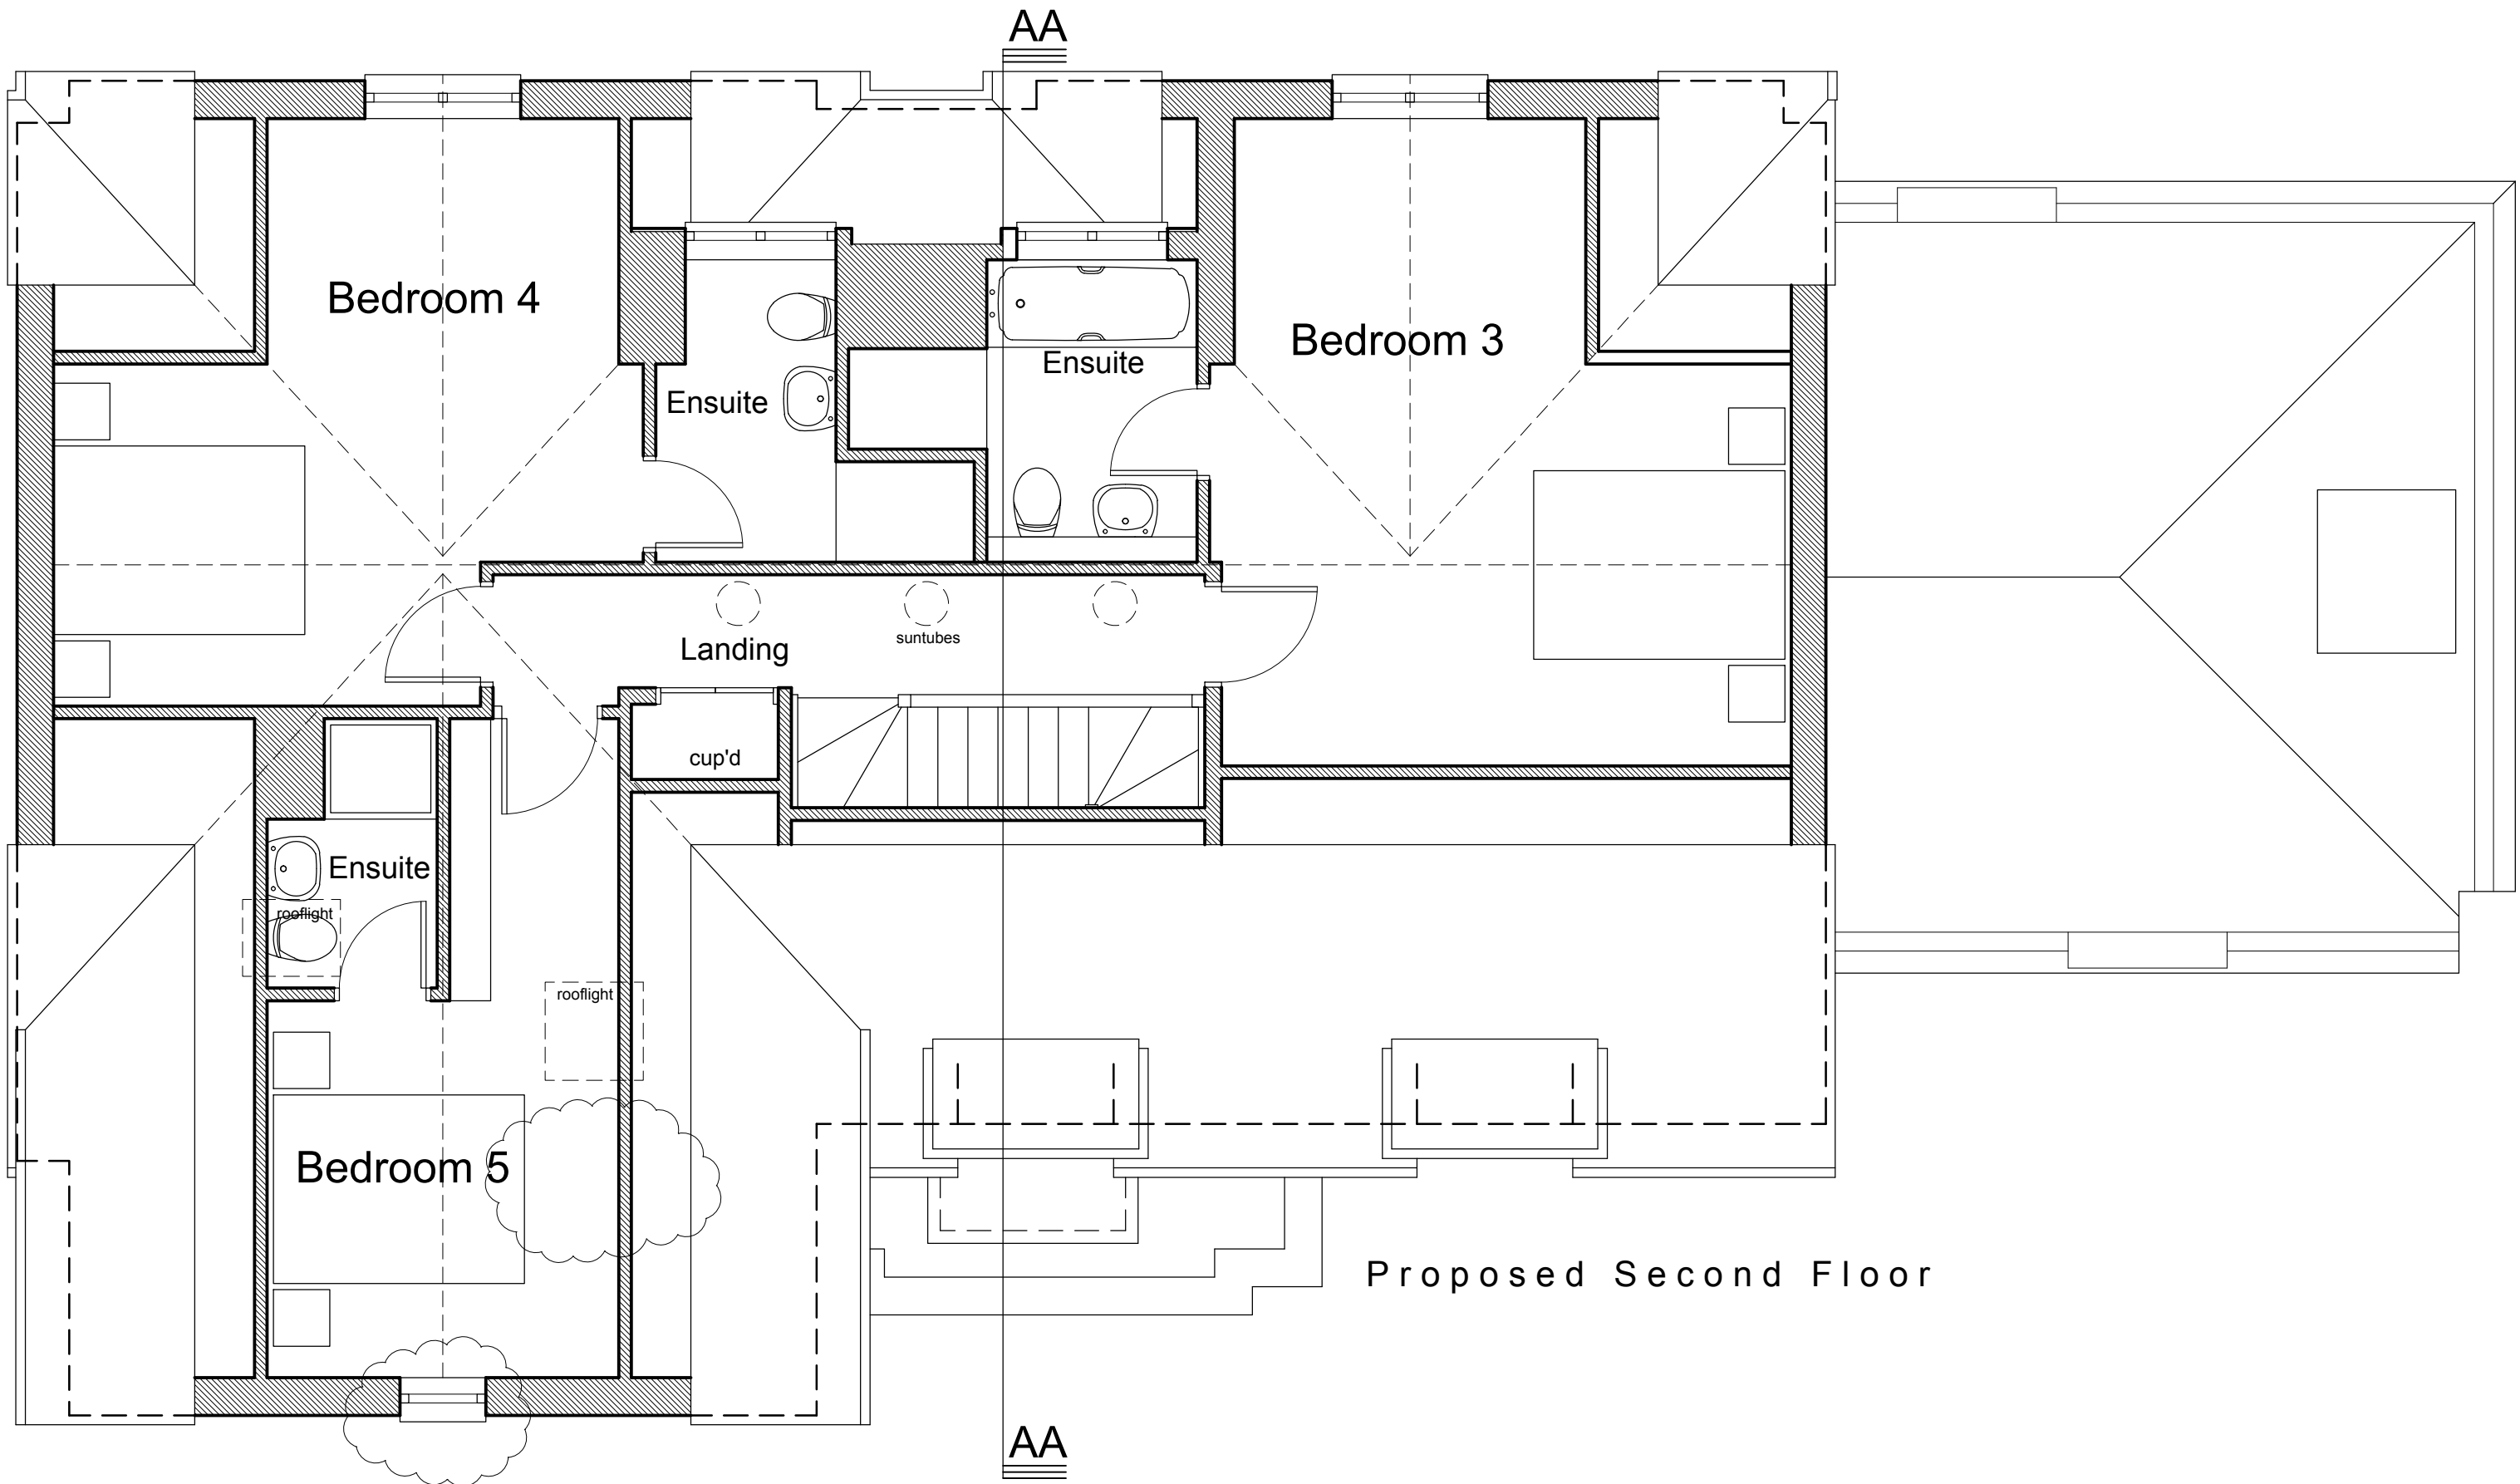 AA
Bedroom 4
Bedroom 3
Ensuite
Ensuite
suntubes
Landing
cup'd
Ensuite
rooflight
rooflight
Bedroom 5
Proposed Second Floor
AA